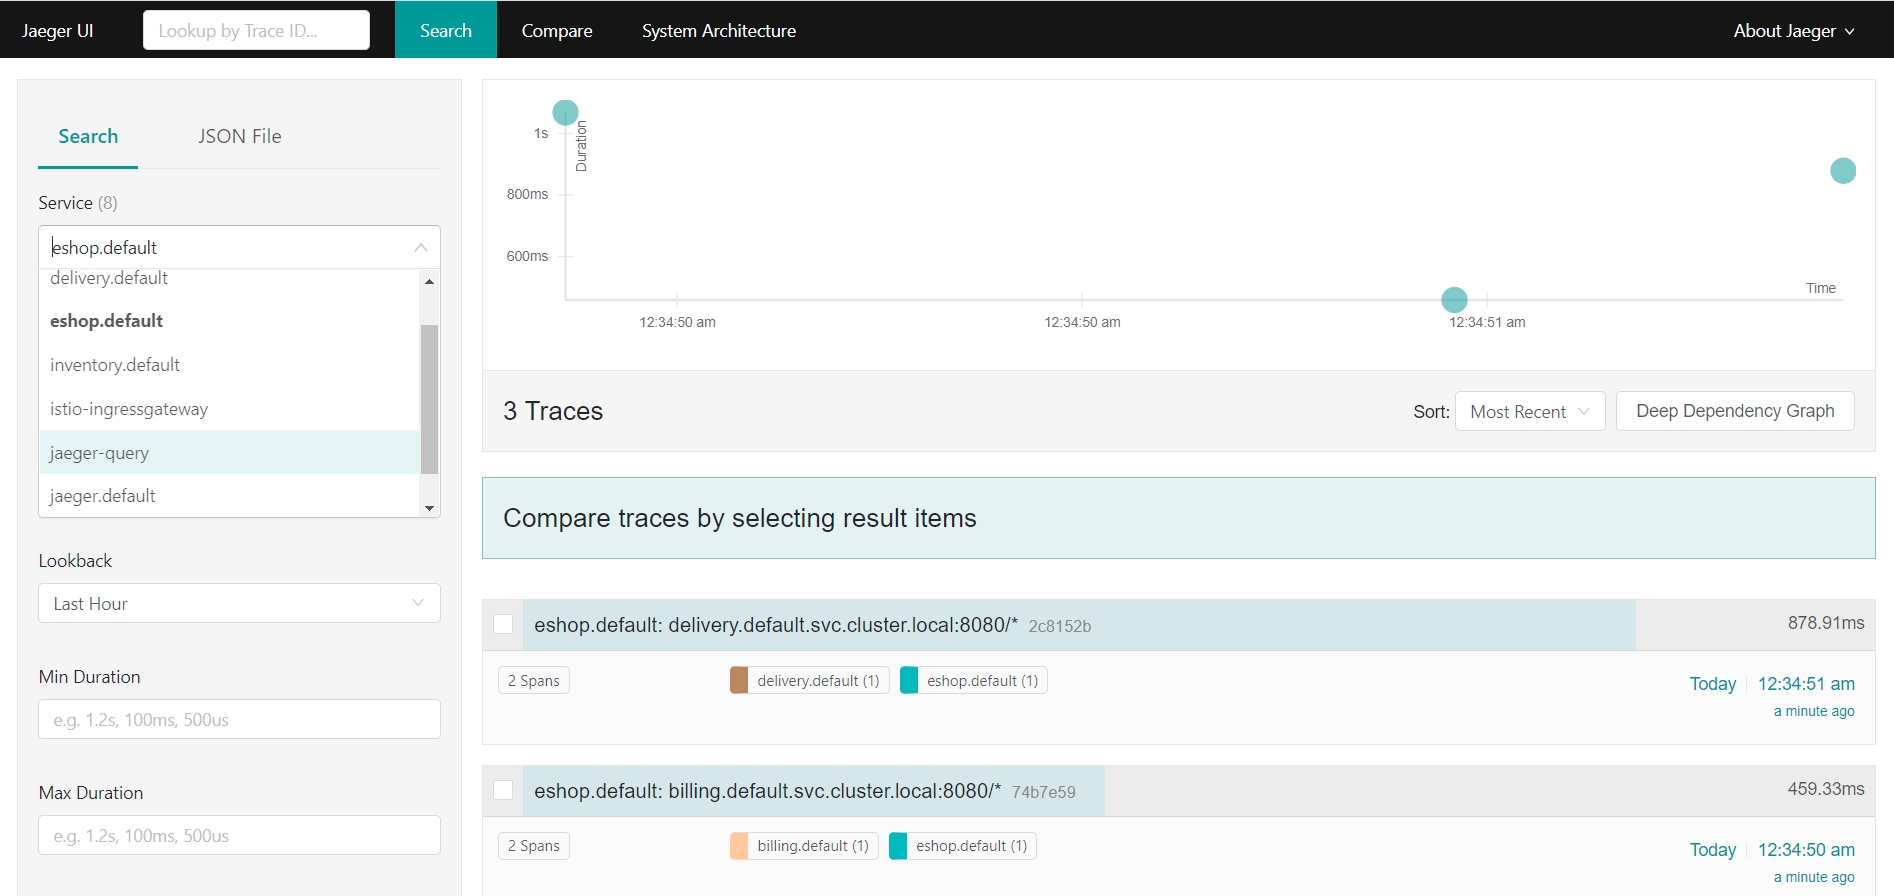 Jaeger UI
Lookup by Trace ID...
Search
Compare
System Architecture
About Jaeger
Search
JSON File
Service (8)
eshop.default
delivery.default
eshop.default
inventory.default
istio-ingressgateway
jaeger-query
jaeger.default
Lookback
Last Hour
Min Duration
e.g. 1.2s, 100ms, 500us
Max Duration
e.g. 1.2s, 100ms, 500us
Duration
1s
800ms
600ms
Time
12:34:50 am
12:34:50 am
12:34:51 am
3 Traces
Sort:
Most Recent
Deep Dependency Graph
Compare traces by selecting result items
eshop.default: delivery.default.svc.cluster.local:8080/* 2c8152b
878.91ms
2 Spans
delivery.default (1)
eshop.default (1)
Today
12:34:51 am
a minute ago
eshop.default: billing.default.svc.cluster.local:8080/* 74b7e59
459.33ms
2 Spans
billing.default (1)
eshop.default (1)
Today
12:34:50 am
a minute ago